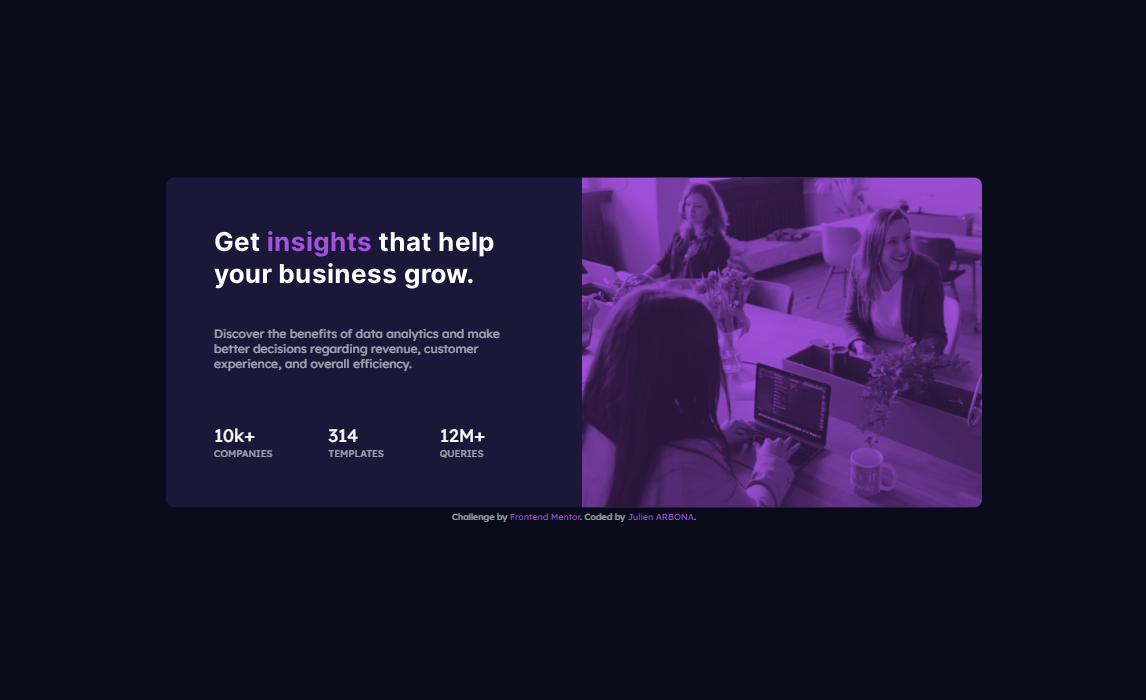 Get insights that help
your business grow.
Discover the benefits of data analytics and make
better decisions regarding revenue, customer
experience, and overall efficiency.
10k+
COMPANIES
314
TEMPLATES
12M+
QUERIES
Challenge by Frontend Mentor. Coded by Julien ARBONA.